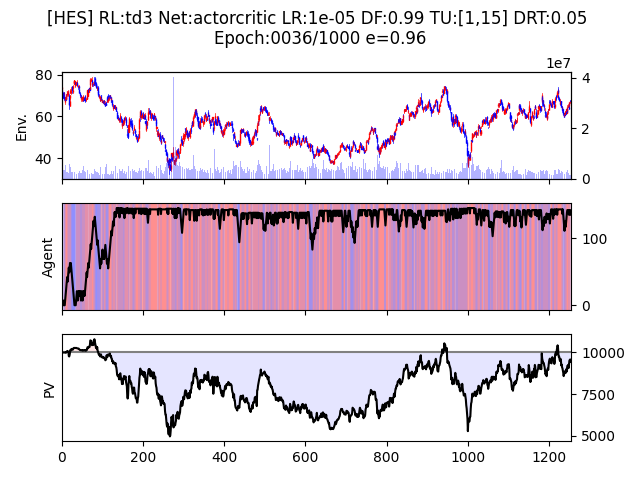 [HES] RL:td3 Net:actorcritic LR:1e-05 DF:0.99 TU:[1,15] DRT:0.05
Epoch:0036/1000 e=0.96
1e7
80
60
40
Env.
4
2
0
Agent
100
0
PV
10000
7500
5000
0 200 400 600 800 1000 1200